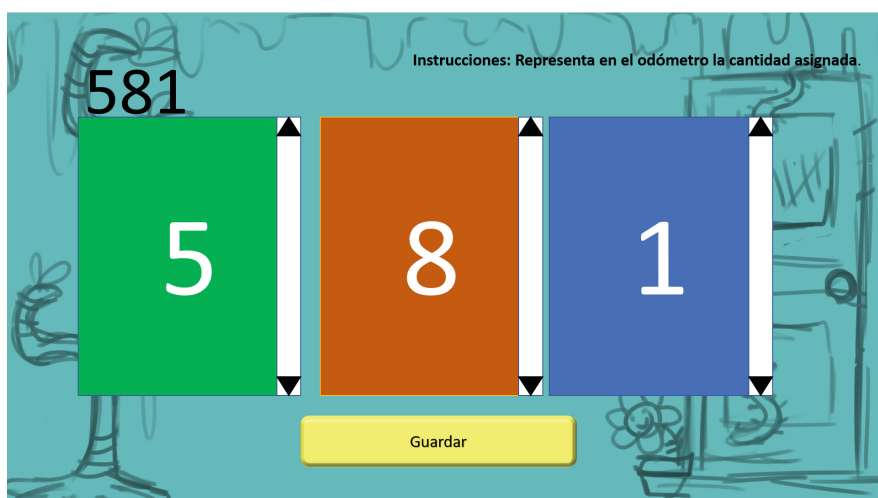 Instrucciones: Representa en el odómetro la cantidad asignada.
581
5 8 1
Guardar